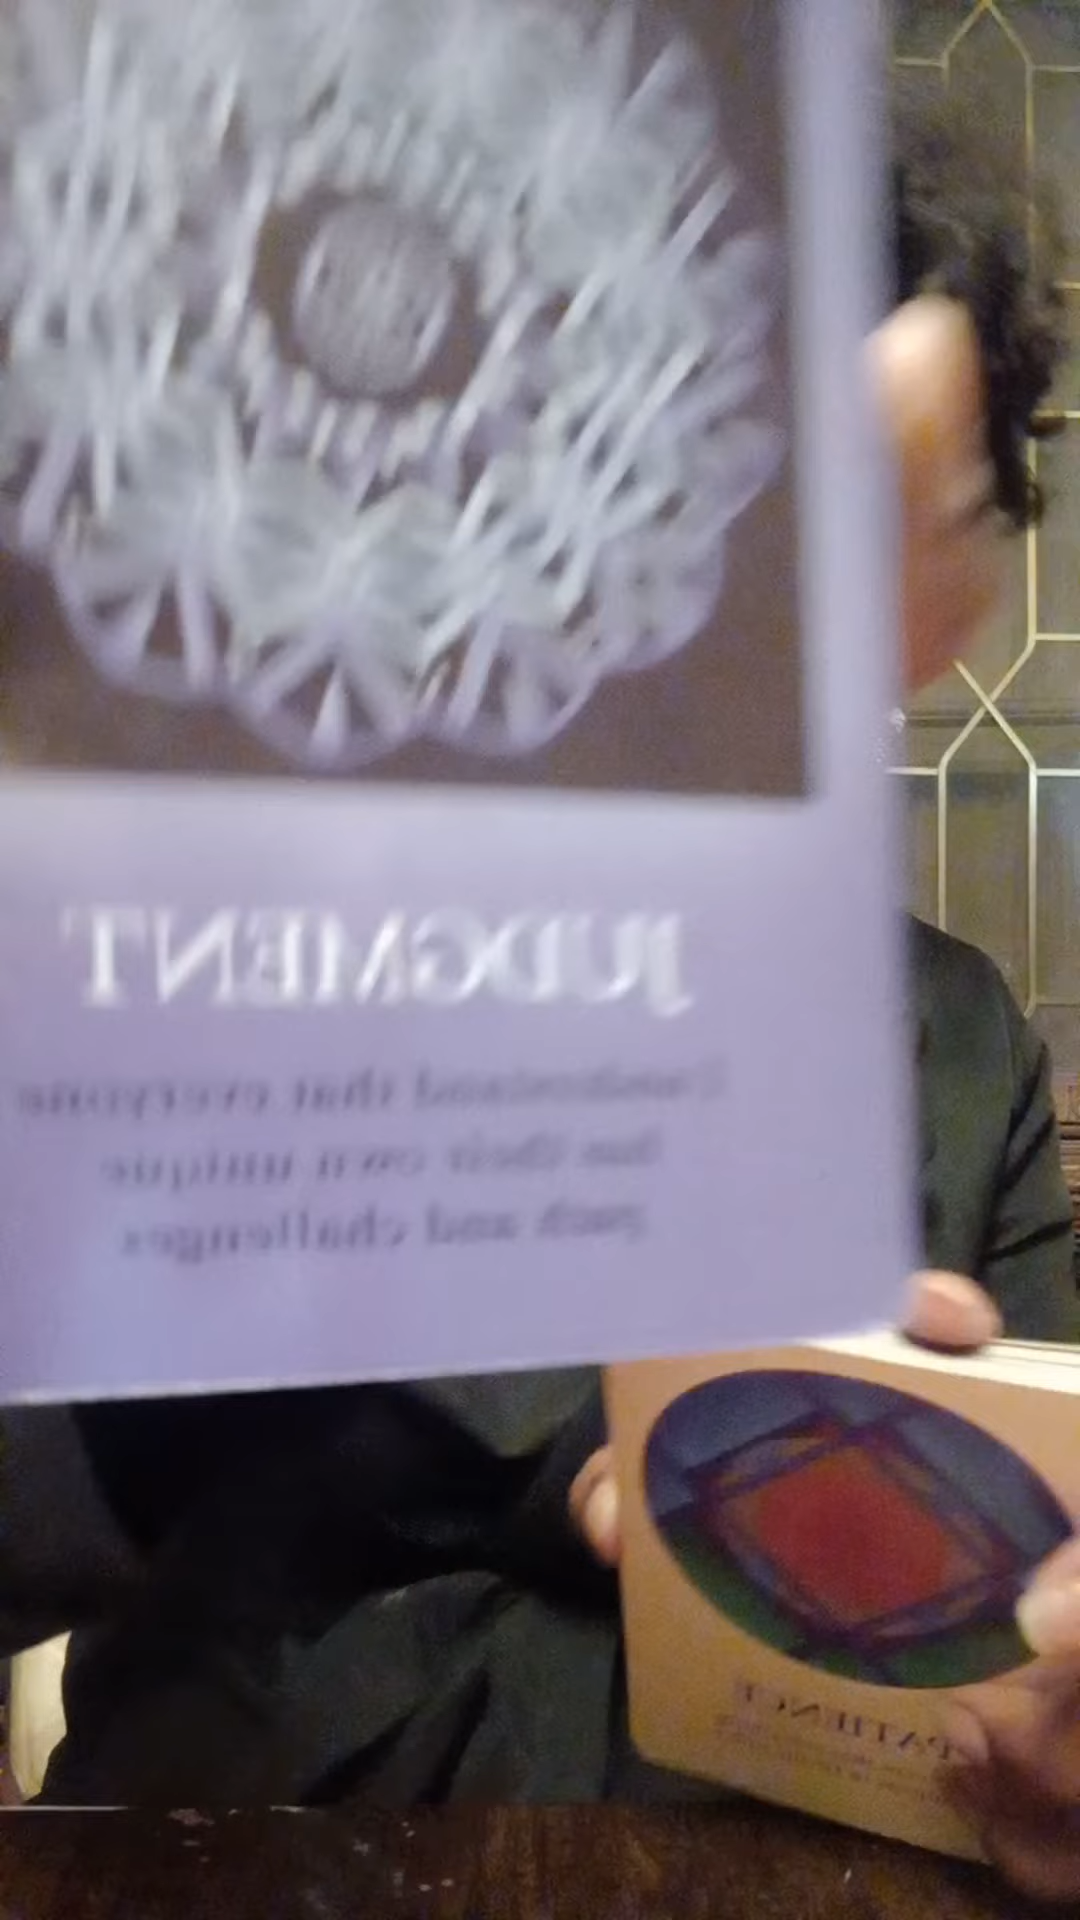 JUDGMENT
I understand that everyone
has their own unique
path and challenges
PATIENCE